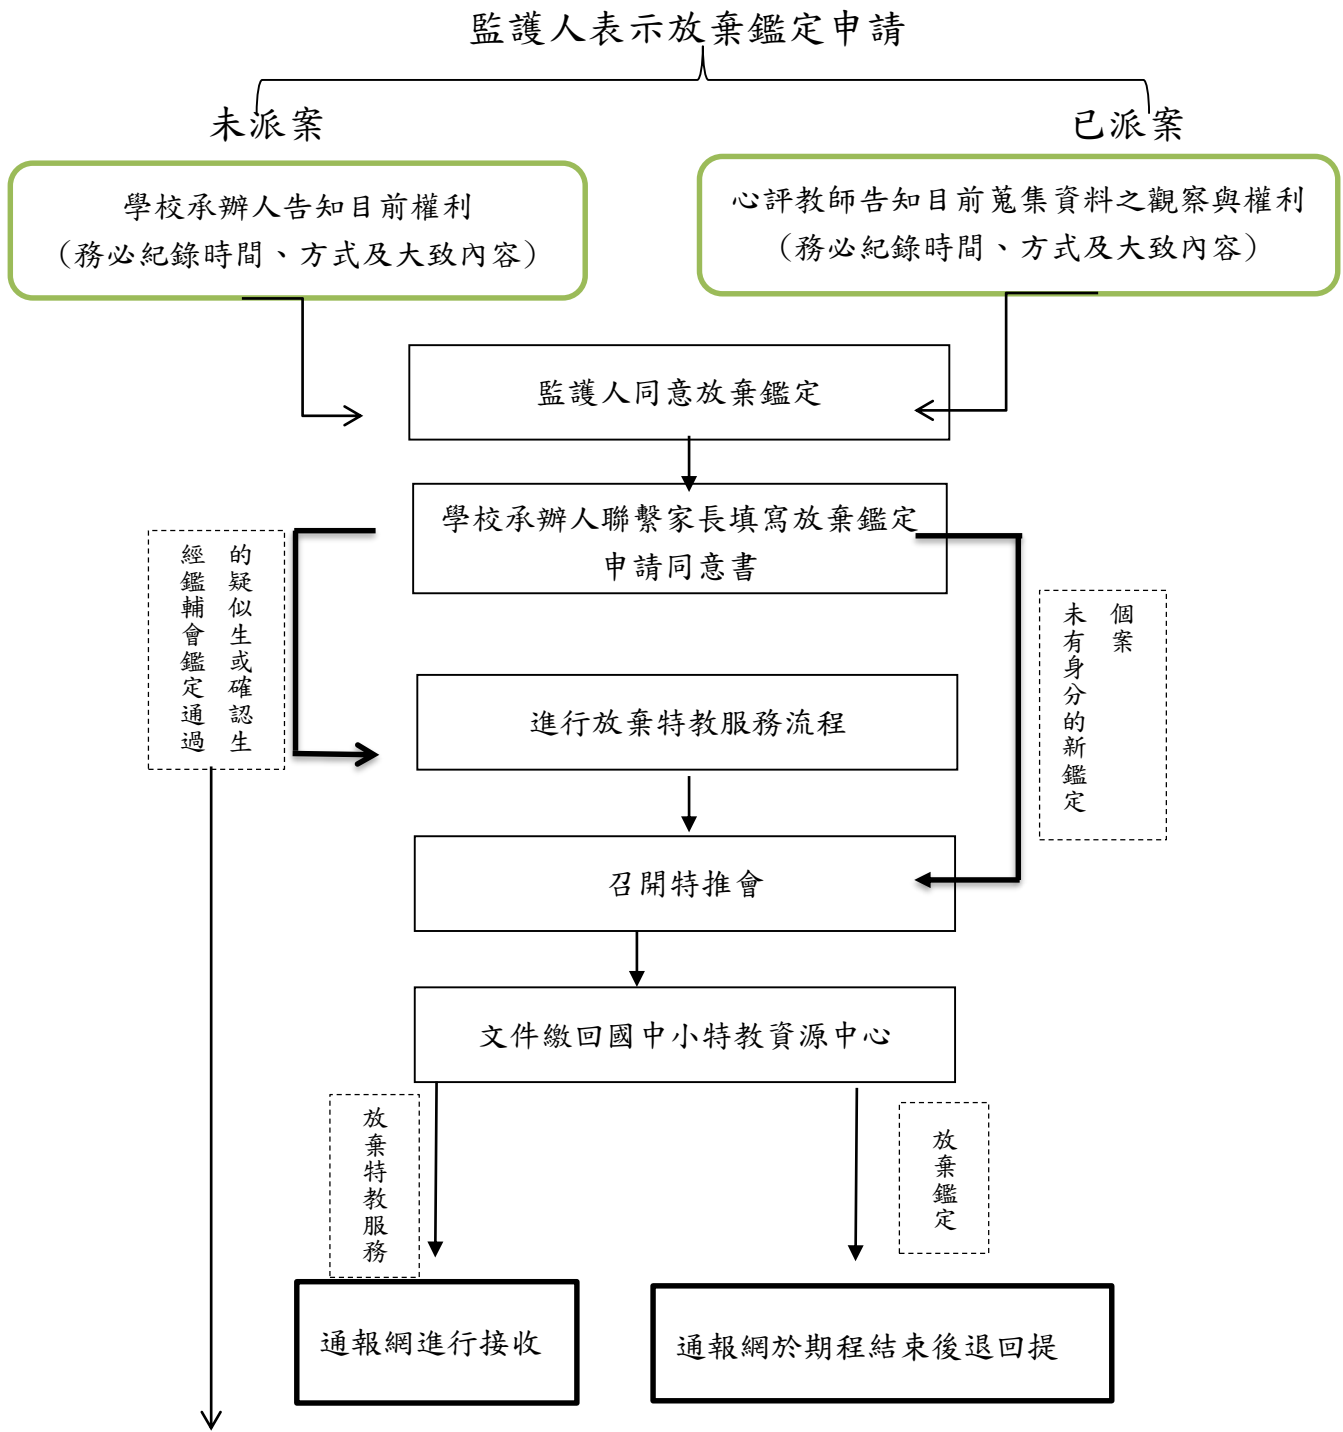 監護人表示放棄鑑定申請
未派案
已派案
學校承辦人告知目前權利
（務必紀錄時間、方式及大致內容）
心評教師告知目前蒐集資料之觀察與權利
（務必紀錄時間、方式及大致內容）
監護人同意放棄鑑定
學校承辦人聯繫家長填寫放棄鑑定
申請同意書
經鑑輔會鑑定通過
的疑似生或確認生
未有身分的新鑑定
個案
進行放棄特教服務流程
召開特推會
文件繳回國中小特教資源中心
放棄特教服務
放棄鑑定
通報網進行接收
通報網於期程結束後退回提